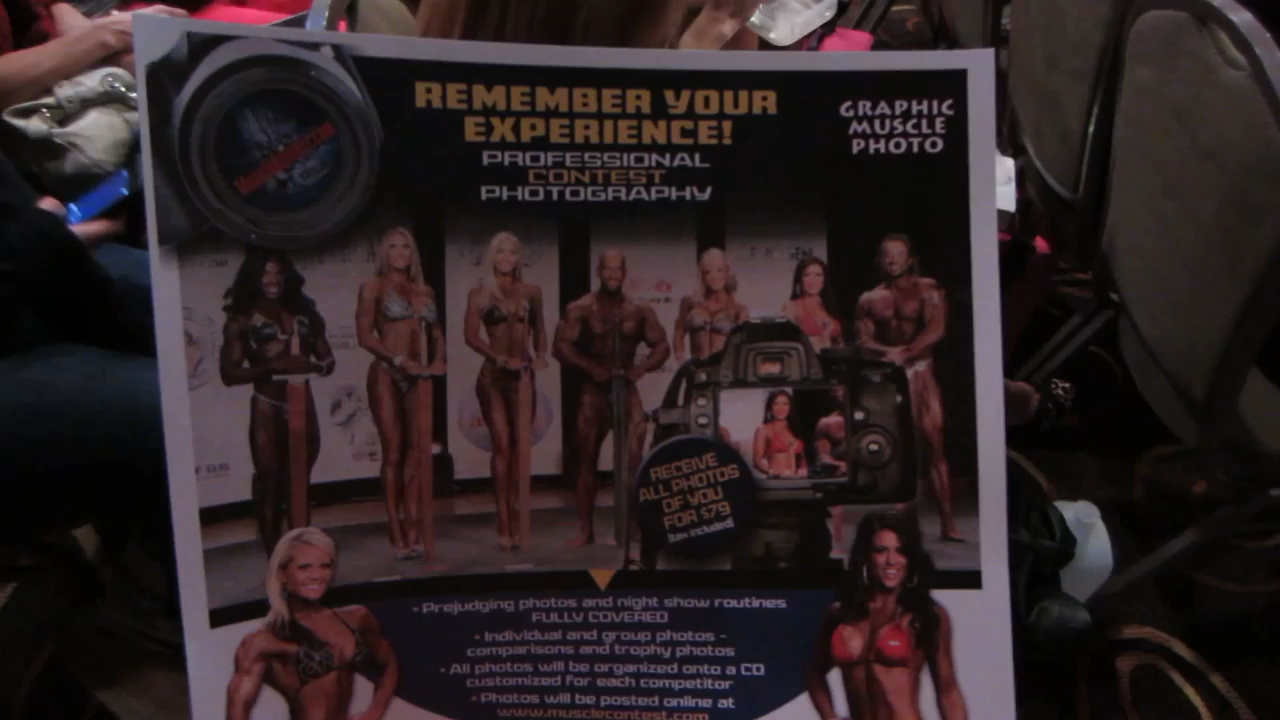 REMEMBER YOUR
EXPERIENCE!
PROFESSIONAL
CONTEST
PHOTOGRAPHY
GRAPHIC
MUSCLE
PHOTO
RECEIVE
ALL PHOTOS
OF YOU
FOR $79
(tax included)
• Prejudging photos and night show routines
FULLY COVERED
• Individual and group photos -
comparisons and trophy photos
• All photos will be organized onto a CD
customized for each competitor
• Photos will be posted online at
www.musclecontest.com